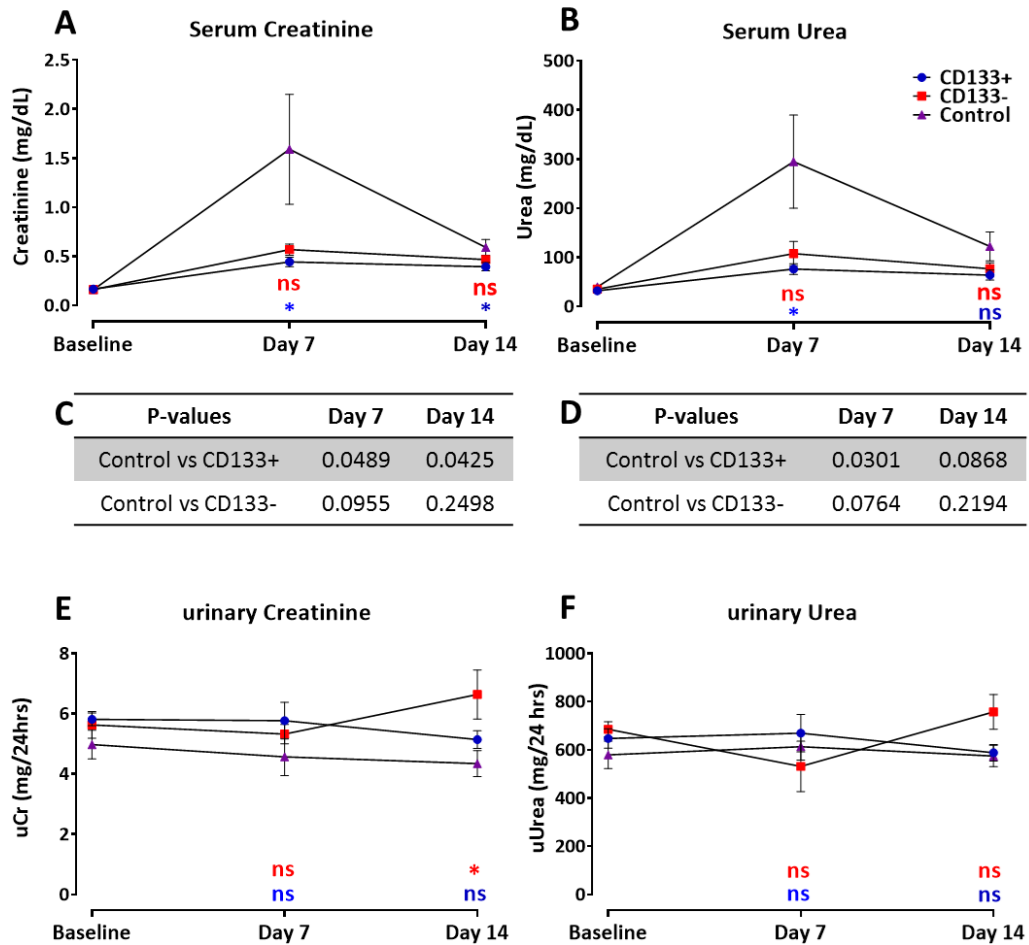 A
Serum Creatinine
Creatinine (mg/dL)
2.5
2.0
1.5
1.0
0.5
0.0
ns
ns
*
*
Baseline
Day 7
Day 14
B
Serum Urea
Urea (mg/dL)
500
400
300
200
100
0
CD133+
CD133-
Control
ns
ns
*
ns
Baseline
Day 7
Day 14
C
P-values Day 7 Day 14
Control vs CD133+ 0.0489 0.0425
Control vs CD133- 0.0955 0.2498
D
P-values Day 7 Day 14
Control vs CD133+ 0.0301 0.0868
Control vs CD133- 0.0764 0.2194
E
urinary Creatinine
uCr (mg/24hrs)
8
6
4
2
0
ns
*
ns
ns
Baseline
Day 7
Day 14
F
urinary Urea
uUrea (mg/24 hrs)
1000
800
600
400
200
0
ns
ns
ns
ns
Baseline
Day 7
Day 14